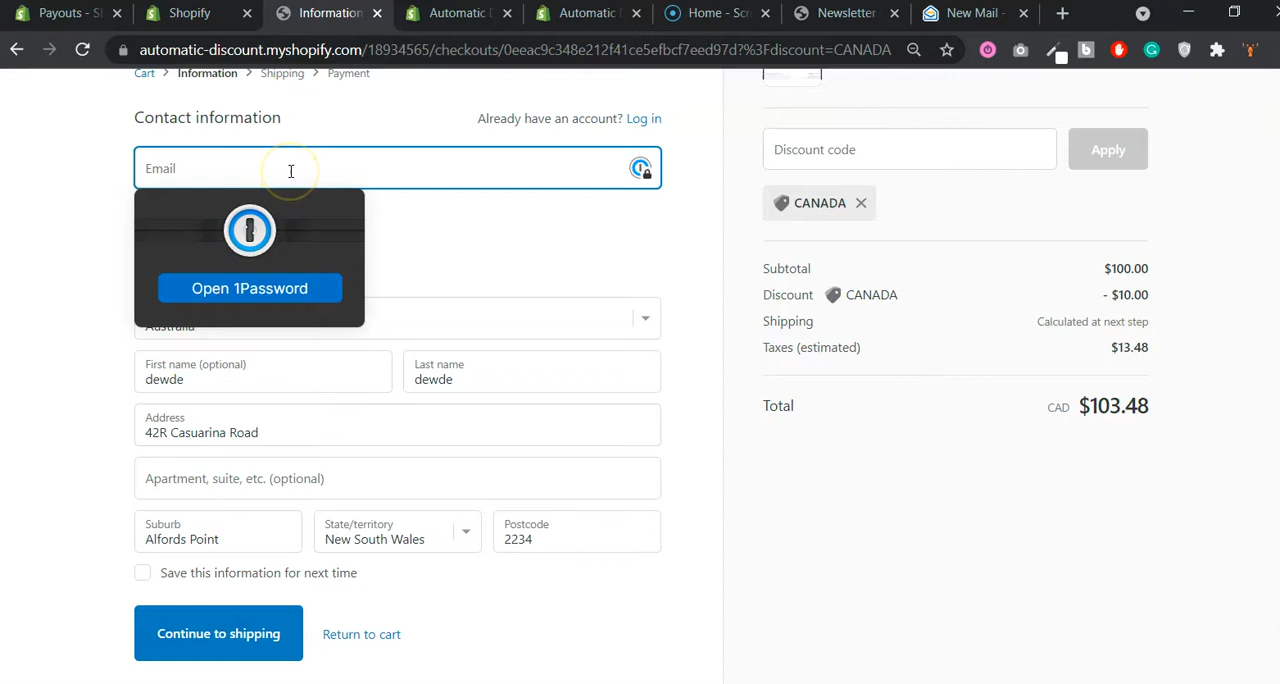 Payouts - S
Shopify
Information
Automatic
Automatic
Home - Scr
Newsletter
New Mail -
automatic-discount.myshopify.com/18934565/checkouts/0eeac9c348e212f41ce5efbcf7eed97d?%3Fdiscount=CANADA
Cart > Information > Shipping > Payment
Contact information
Already have an account? Log in
Email
Open 1Password
Australia
First name (optional)
dewde
Last name
dewde
Address
42R Casuarina Road
Apartment, suite, etc. (optional)
Suburb
Alfords Point
State/territory
New South Wales
Postcode
2234
Save this information for next time
Continue to shipping
Return to cart
Discount code
Apply
CANADA
Subtotal $100.00
Discount CANADA - $10.00
Shipping Calculated at next step
Taxes (estimated) $13.48
Total CAD $103.48